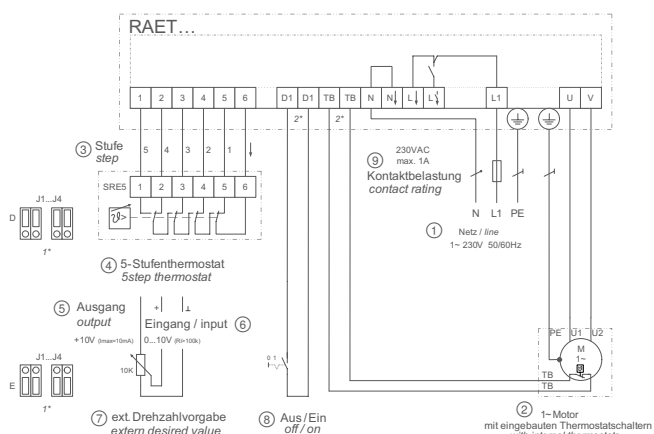 RAET...
1 2 3 4 5 6 D1 D1 TB TB N N L L L1 U V
2* 2*
③ Stufe
step
5 4 3 2 1
SRE5 1 2 3 4 5 6
ϑ>
J1...J4
D
1*
④ 5-Stufenthermostat
5step thermostat
230VAC
max. 1A
⑨ Kontaktbelastung
contact rating
N L1 PE
① Netz / line
1~ 230V 50/60Hz
⑤ Ausgang
output
+10V (Imax=10mA)
+ ⊥
Eingang / input ⑥
0...10V (Ri>100k)
10K
J1...J4
E
1*
⑦ ext. Drehzahlvorgabe
extern desired value
0 1
⑧ Aus / Ein
off / on
PE U1 U2
M
1~
TB
TB
② 1~Motor
mit eingebauten Thermostatschaltern
with internal thermostats